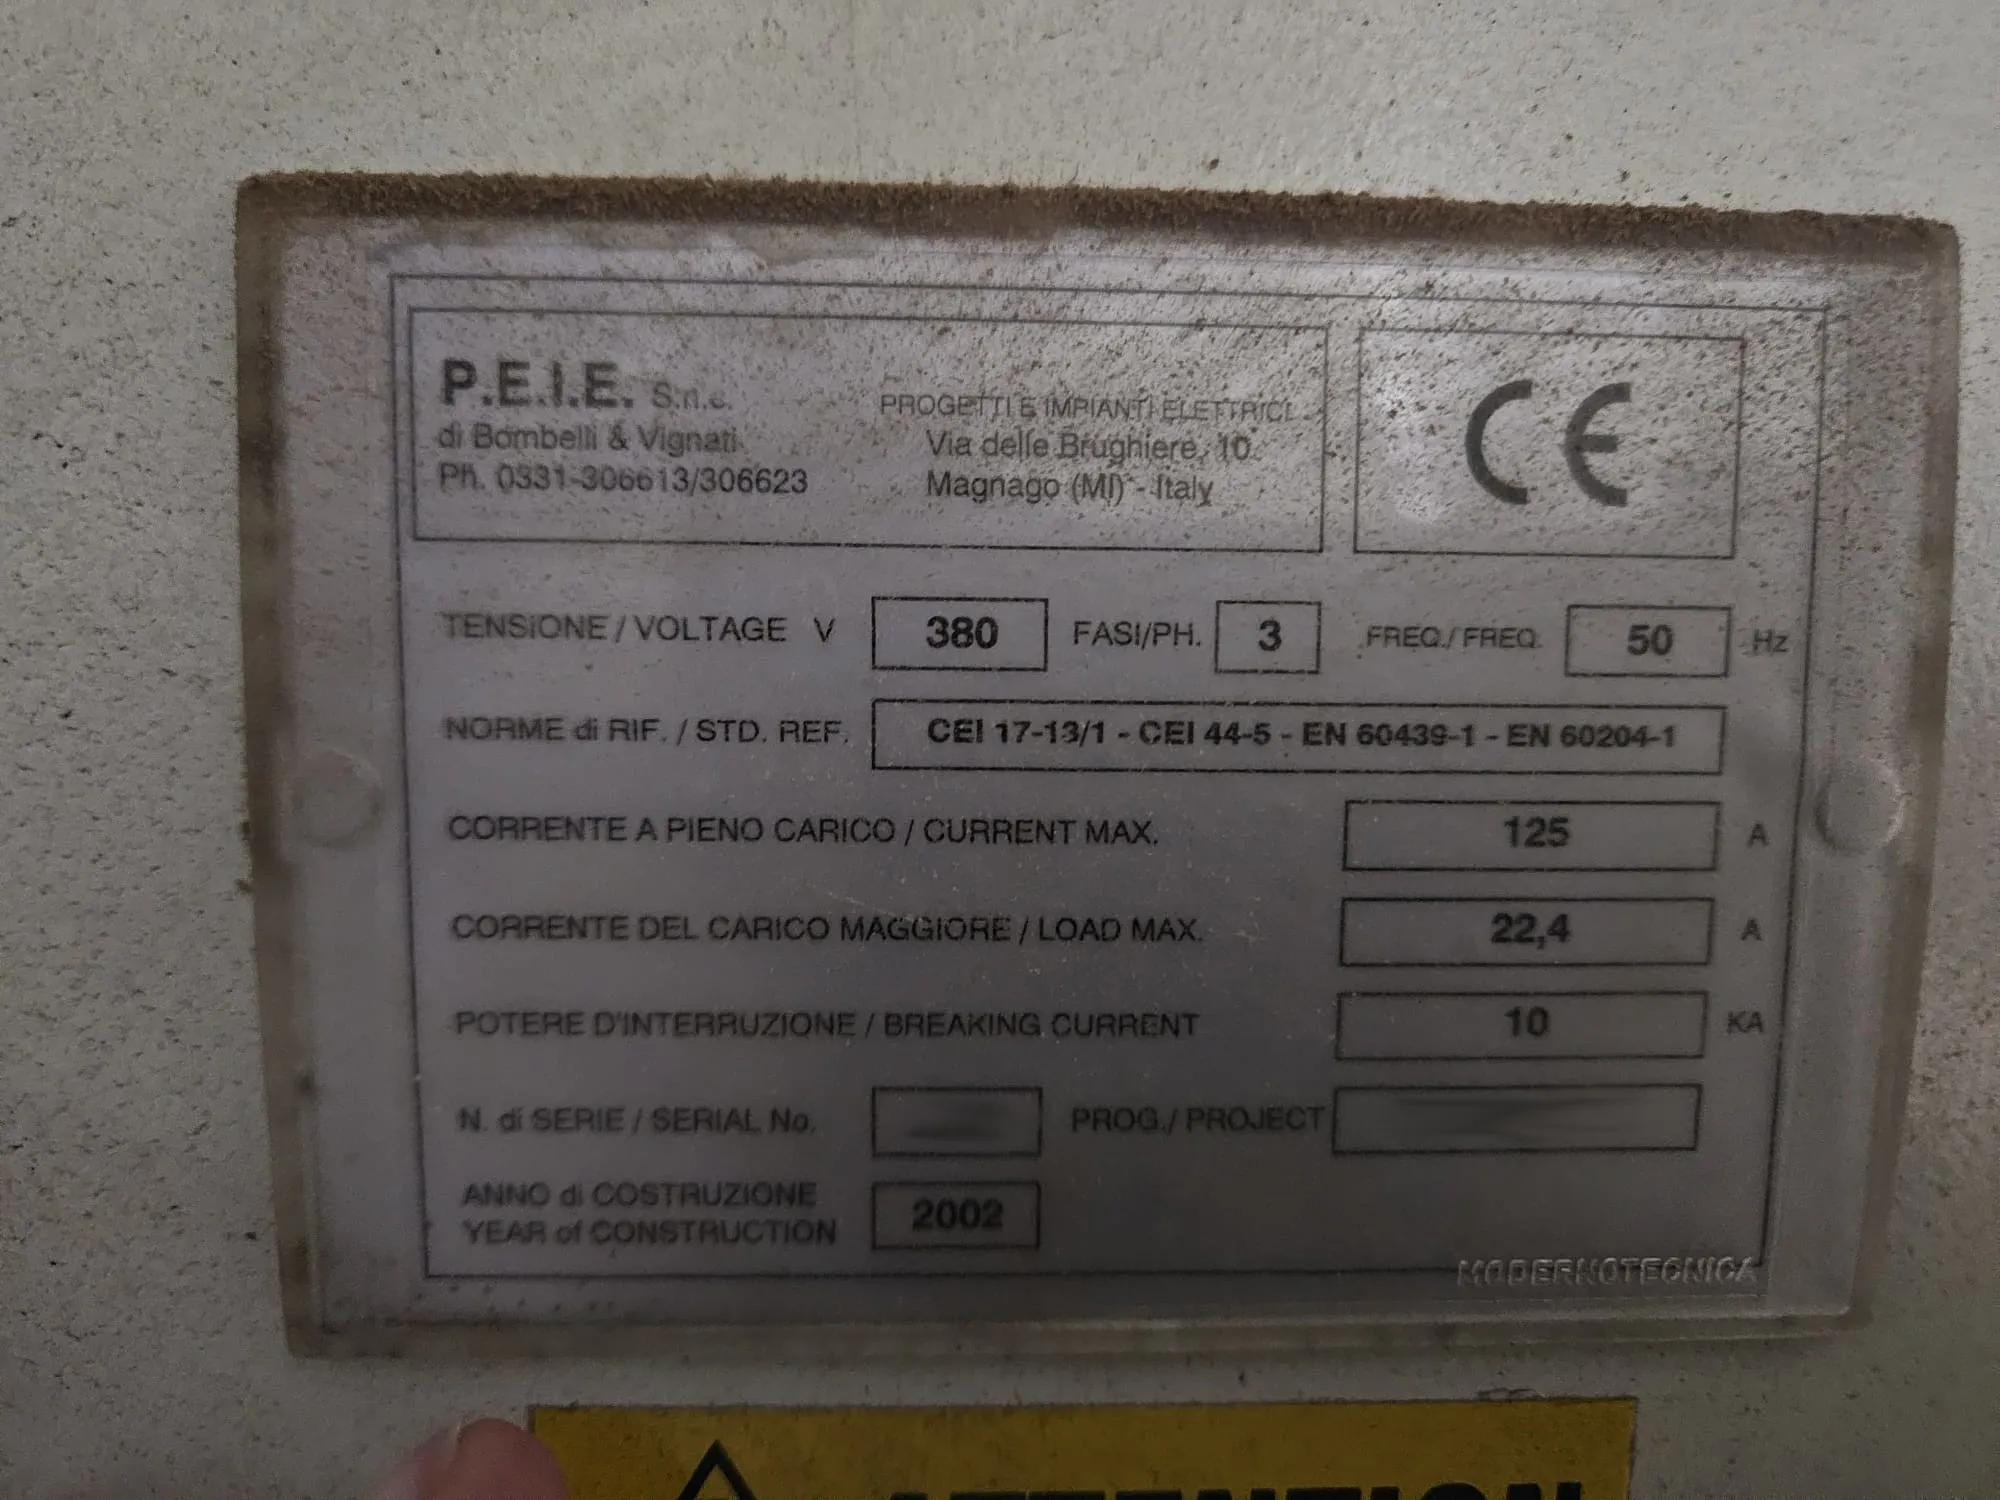 P.E.I.E. S.n.c.
di Bombelli & Vignati
Ph. 0331-306613/306623
PROGETTI E IMPIANTI ELETTRICI
Via delle Brughiere, 10
Magnago (MI) - Italy
CE
TENSIONE / VOLTAGE V 380 FASI/PH. 3 FREQ./ FREQ. 50 Hz
NORME di RIF. / STD. REF. CEI 17-13/1 - CEI 44-5 - EN 60439-1 - EN 60204-1
CORRENTE A PIENO CARICO / CURRENT MAX. 125 A
CORRENTE DEL CARICO MAGGIORE / LOAD MAX. 22,4 A
POTERE D'INTERRUZIONE / BREAKING CURRENT 10 KA
N. di SERIE / SERIAL No. PROG./ PROJECT
ANNO di COSTRUZIONE
YEAR of CONSTRUCTION 2002
MODERNOTECNICA
ATTENTION